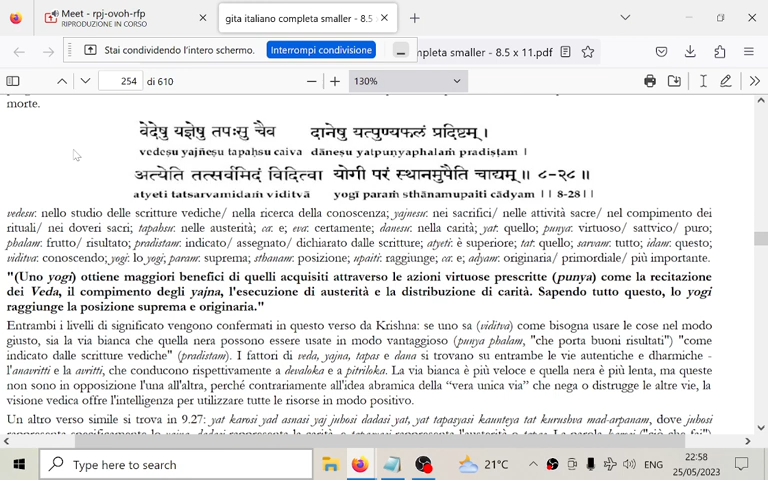 Meet - rpj-ovoh-rfp
RIPRODUZIONE IN CORSO
gita italiano completa smaller - 8.5
Stai condividendo l'intero schermo.
Interrompi condivisione
mpleta smaller - 8.5 x 11.pdf
254 di 610
130%
morte.
वेदेषु यज्ञेषु तपःसु चैव दानेषु यत्पुण्यफलं प्रदिष्टम् ।
vedeṣu yajñeṣu tapaḥsu caiva dāneṣu yatpuṇyaphalaṁ pradiṣṭam |
अत्येति तत्सर्वमिदं विदित्वा योगी परं स्थानमुपैति चाद्यम् ॥ ८-२८ ॥
atyeti tatsarvamidaṁ viditvā yogī paraṁ sthānamupaiti cādyam || 8-28 ||
vedesu: nello studio delle scritture vediche/ nella ricerca della conoscenza; yajnesu: nei sacrifici/ nelle attività sacre/ nel compimento dei
rituali/ nei doveri sacri; tapahsu: nelle austerità; ca: e; eva: certamente; danesu: nella carità; yat: quello; punya: virtuoso/ sattvico/ puro;
phalam: frutto/ risultato; pradistam: indicato/ assegnato/ dichiarato dalle scritture; atyeti: è superiore; tat: quello; sarvam: tutto; idam: questo;
viditva: conoscendo; yogi: lo yogi; param: suprema; sthanam: posizione; upaiti: raggiunge; ca: e; adyam: originaria/ primordiale/ più importante.
"(Uno yogi) ottiene maggiori benefici di quelli acquisiti attraverso le azioni virtuose prescritte (punya) come la recitazione
dei Veda, il compimento degli yajna, l'esecuzione di austerità e la distribuzione di carità. Sapendo tutto questo, lo yogi
raggiunge la posizione suprema e originaria."
Entrambi i livelli di significato vengono confermati in questo verso da Krishna: se uno sa (viditva) come bisogna usare le cose nel modo
giusto, sia la via bianca che quella nera possono essere usate in modo vantaggioso (punya phalam, "che porta buoni risultati") "come
indicato dalle scritture vediche" (pradistam). I fattori di veda, yajna, tapas e dana si trovano su entrambe le vie autentiche e dharmiche -
l'anavritti e la avritti, che conducono rispettivamente a devaloka e a pitriloka. La via bianca è più veloce e quella nera è più lenta, ma queste
non sono in opposizione l'una all'altra, perché contrariamente all'idea abramica della “vera unica via” che nega o distrugge le altre vie, la
visione vedica offre l'intelligenza per utilizzare tutte le risorse in modo positivo.
Un altro verso simile si trova in 9.27: yat karosi yad asnasi yaj juhosi dadasi yat, yat tapasyasi kaunteya tat kurushva mad-arpanam, dove juhosi
Type here to search
21°C
ENG
22:58
25/05/2023